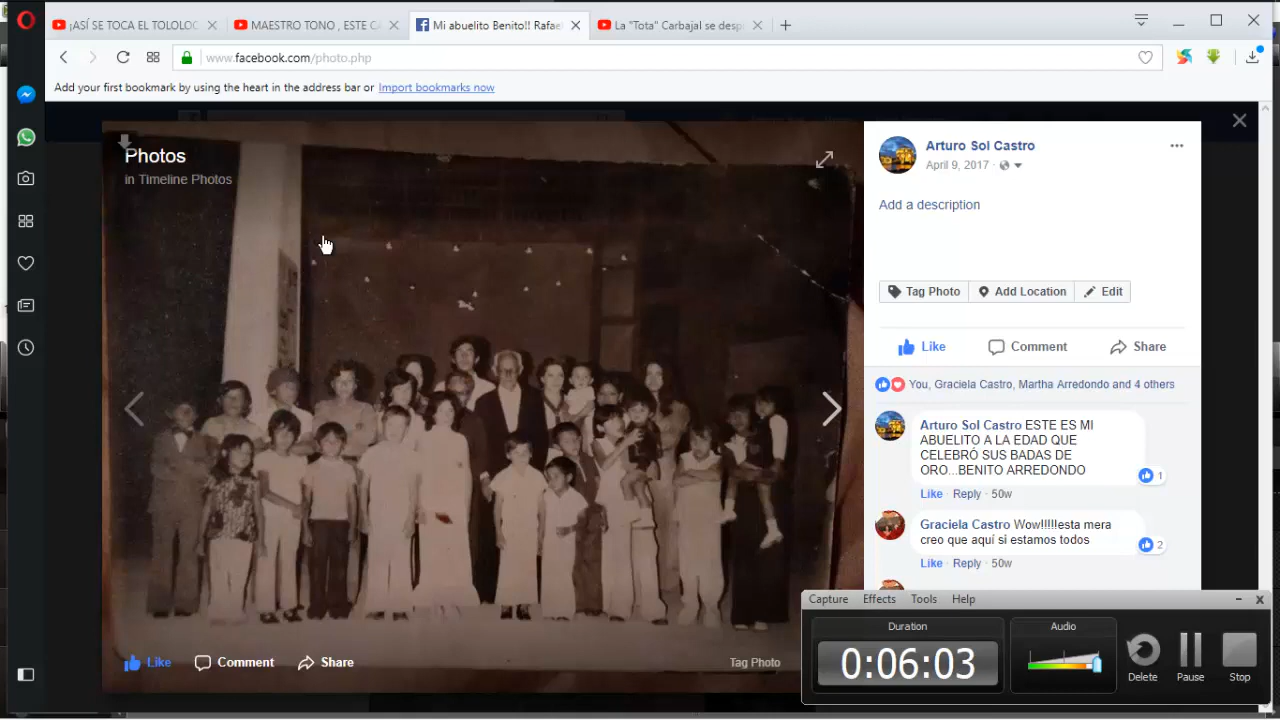 ¡ASÍ SE TOCA EL TOLOLOC
MAESTRO TONO , ESTE CA
Mi abuelito Benito!! Rafae
La "Tota" Carbajal se desp
www.facebook.com/photo.php
Add your first bookmark by using the heart in the address bar or Import bookmarks now
Photos
in Timeline Photos
Arturo Sol Castro
April 9, 2017
Add a description
Tag Photo
Add Location
Edit
Like
Comment
Share
You, Graciela Castro, Martha Arredondo and 4 others
Arturo Sol Castro ESTE ES MI
ABUELITO A LA EDAD QUE
CELEBRÓ SUS BADAS DE
ORO...BENITO ARREDONDO
1
Like Reply 50w
Graciela Castro Wow!!!!!esta mera
creo que aquí si estamos todos
2
Like Reply 50w
Like
Comment
Share
Tag Photo
Capture Effects Tools Help
Duration
0:06:03
Audio
Delete
Pause
Stop